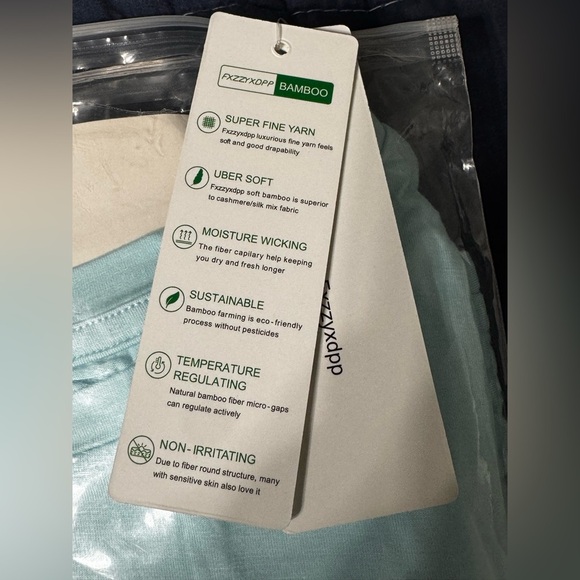 FXZZYXDPP BAMBOO
SUPER FINE YARN
Fxzzyxdpp luxurious fine yarn feels
soft and good drapability
UBER SOFT
Fxzzyxdpp soft bamboo is superior
to cashmere/silk mix fabric
MOISTURE WICKING
The fiber capilary help keeping
you dry and fresh longer
SUSTAINABLE
Bamboo farming is eco-friendly
process without pesticides
TEMPERATURE
REGULATING
Natural bamboo fiber micro-gaps
can regulate actively
NON-IRRITATING
Due to fiber round structure, many
with sensitive skin also love it
zzyxdpp